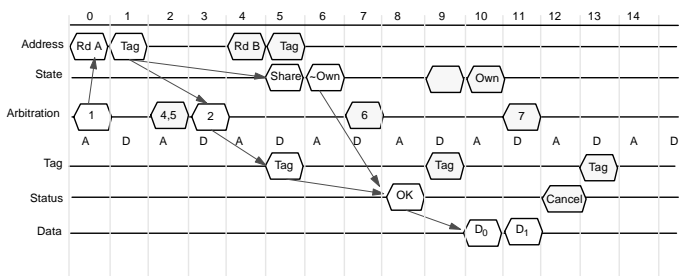 0 1 2 3 4 5 6 7 8 9 10 11 12 13 14
Address Rd A Tag Rd B Tag
State Share ~Own Own
Arbitration 1 4,5 2 6 7
A D A D A D A D A D A D A D A D
Tag Tag Tag Tag
Status OK Cancel
Data D0 D1